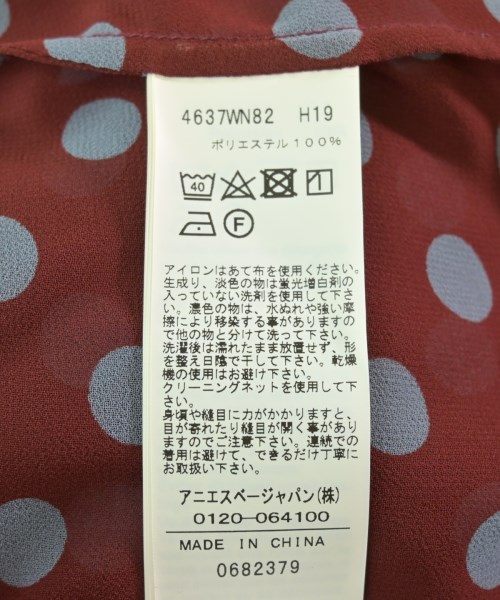 4637WN82 H19
ポリエステル100%
40
F
アイロンはあて布を使用ください。
生成り、淡色の物は蛍光増白剤の
入っていない洗剤を使用して下さ
い。濃色の物は、水ぬれや強い摩
擦により移染する事がありますの
で他の物と分けて洗って下さい。
洗濯後は濡れたまま放置せず、形
を整え日陰で干して下さい。乾燥
機の使用はお避け下さい。
クリーニングネットを使用して下
さい。
身頃や縫目に力がかかりますと、
目が寄れたり縫目が開く事があり
ますのでご注意下さい。連続での
着用は避けて、できるだけ丁寧に
お取扱い下さい。
アニエスベージャパン(株)
0120-064100
MADE IN CHINA
0682379